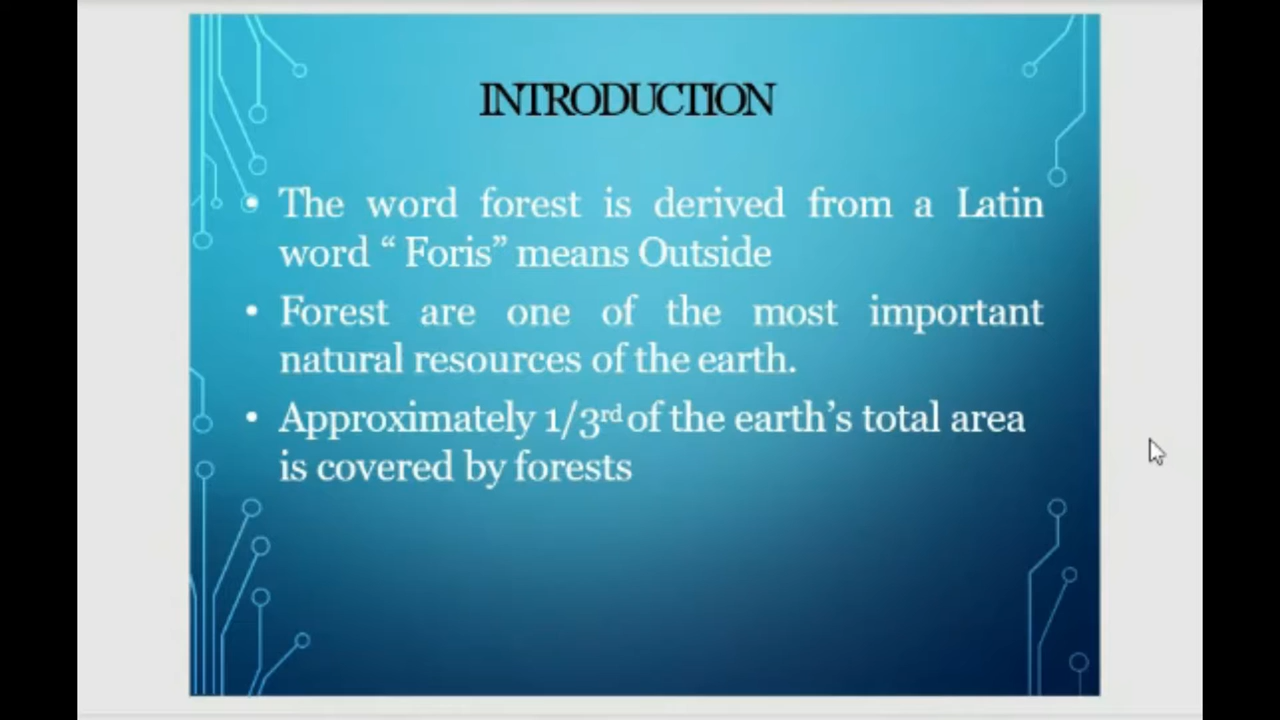 INTRODUCTION
• The word forest is derived from a Latin
word “ Foris” means Outside
• Forest are one of the most important
natural resources of the earth.
• Approximately 1/3rd of the earth’s total area
is covered by forests